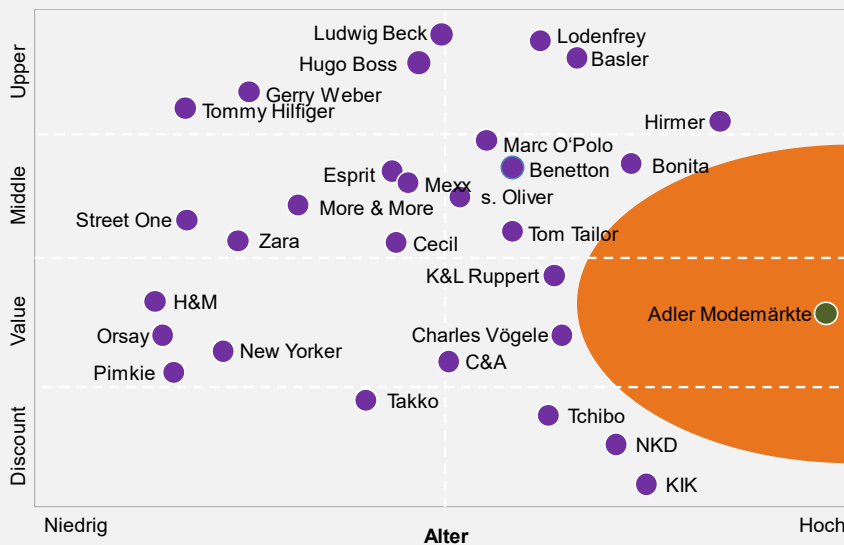 Upper
Middle
Value
Discount
Ludwig Beck
Lodenfrey
Hugo Boss
Basler
Gerry Weber
Tommy Hilfiger
Hirmer
Marc O‘Polo
Esprit
Benetton
Bonita
Mexx
s. Oliver
More & More
Street One
Tom Tailor
Zara
Cecil
K&L Ruppert
H&M
Adler Modemärkte
Orsay
Charles Vögele
New Yorker
C&A
Pimkie
Takko
Tchibo
NKD
KIK
Niedrig
Alter
Hoch